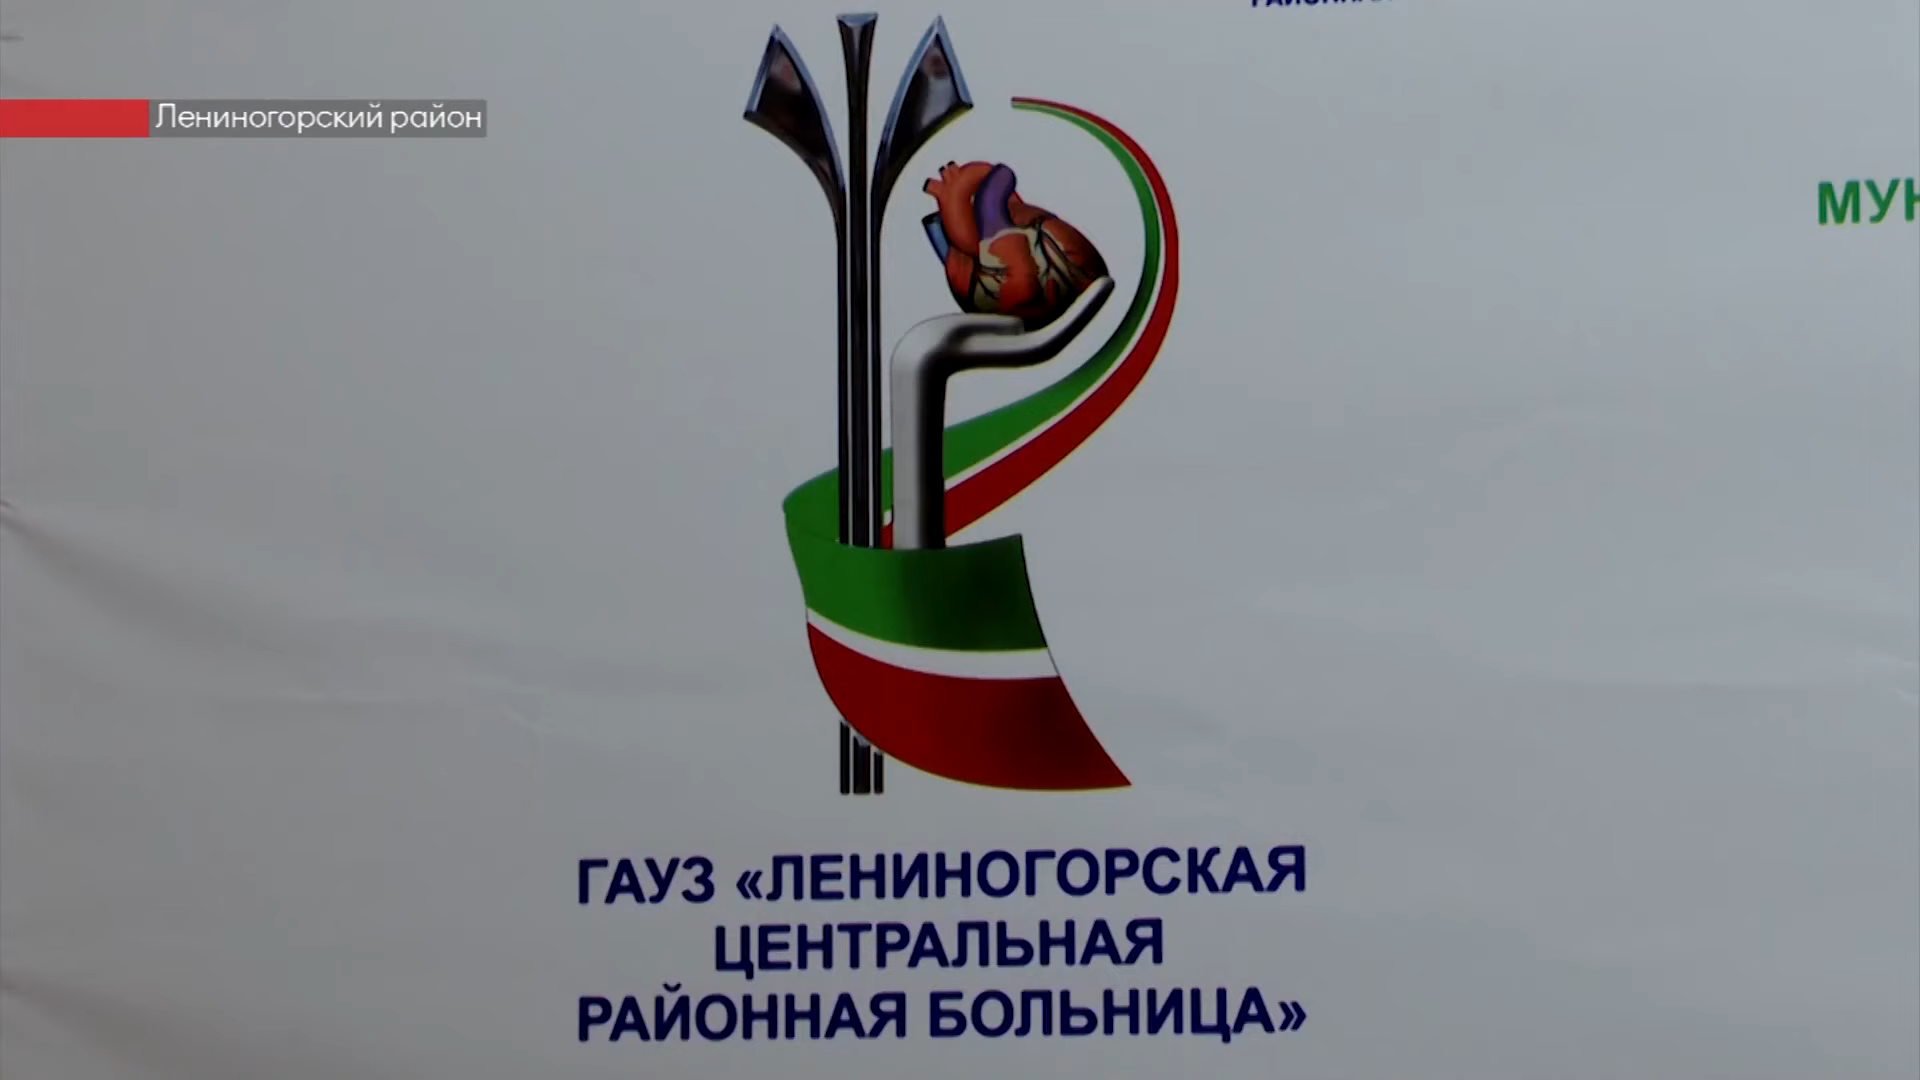 Лениногорский район
ГАУЗ «ЛЕНИНОГОРСКАЯ
ЦЕНТРАЛЬНАЯ
РАЙОННАЯ БОЛЬНИЦА»